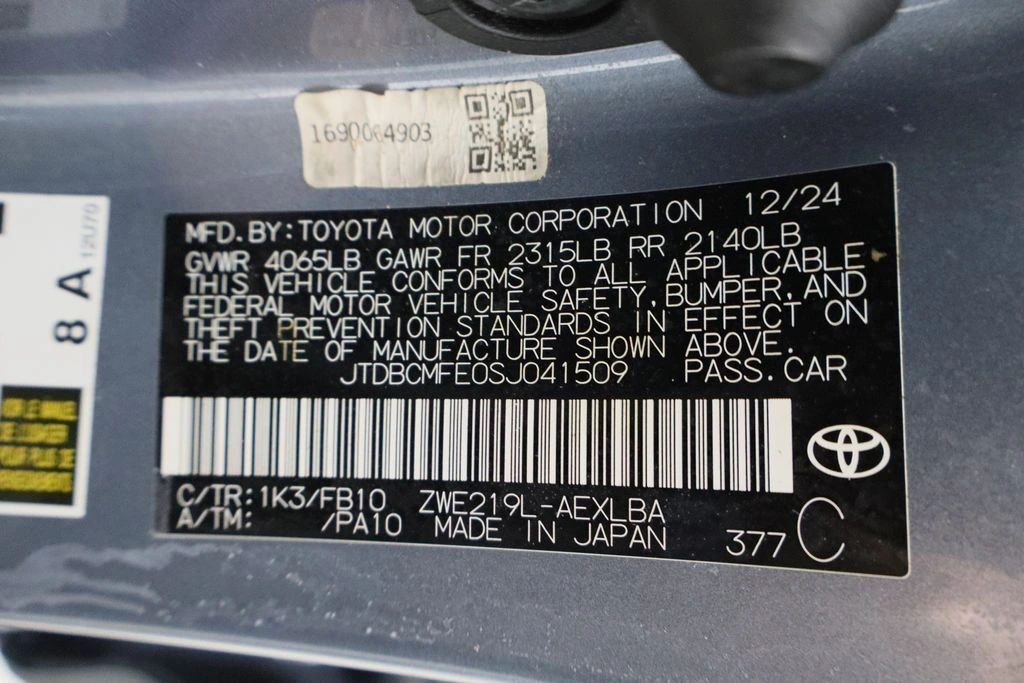 1690064903
MFD.BY:TOYOTA MOTOR CORPORATION 12/24
GVWR 4065LB GAWR FR 2315LB RR 2140LB
THIS VEHICLE CONFORMS TO ALL APPLICABLE
FEDERAL MOTOR VEHICLE SAFETY,BUMPER,AND
THEFT PREVENTION STANDARDS IN EFFECT ON
THE DATE OF MANUFACTURE SHOWN ABOVE.
JTDBCMFE0SJ041509 PASS.CAR
C/TR:1K3/FB10 ZWE219L-AEXLBA
A/TM: /PA10 MADE IN JAPAN 377 C
8 A
12U70